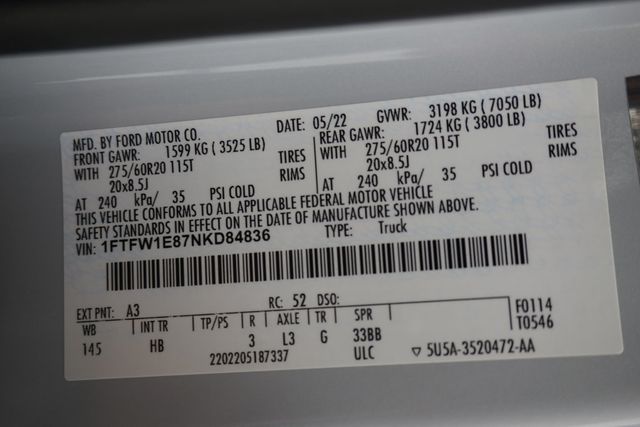 MFD. BY FORD MOTOR CO. DATE: 05/22 GVWR: 3198 KG ( 7050 LB)
FRONT GAWR: 1599 KG ( 3525 LB) REAR GAWR: 1724 KG ( 3800 LB)
WITH 275/60R20 115T TIRES WITH 275/60R20 115T TIRES
20x8.5J RIMS 20x8.5J RIMS
AT 240 kPa/ 35 PSI COLD AT 240 kPa/ 35 PSI COLD
THIS VEHICLE CONFORMS TO ALL APPLICABLE FEDERAL MOTOR VEHICLE
SAFETY STANDARDS IN EFFECT ON THE DATE OF MANUFACTURE SHOWN ABOVE.
VIN: 1FTFW1E87NKD84836 TYPE: Truck
EXT PNT: A3 RC: 52 DSO: F0114
WB INT TR TP/PS R AXLE TR SPR T0546
145 HB 3 L3 G 33BB
2202205187337 ULC ▽ 5U5A-3520472-AA